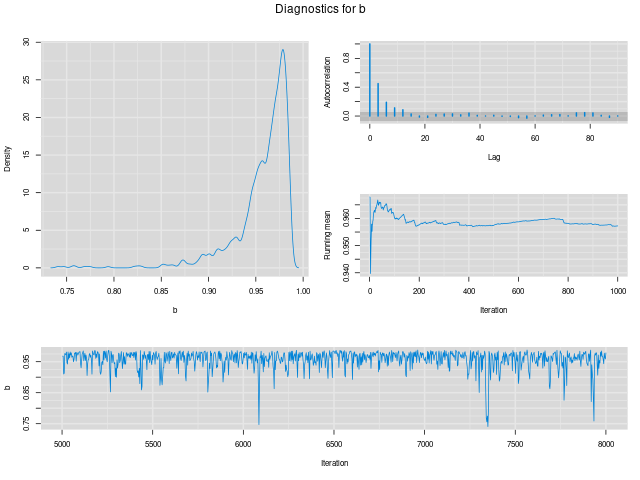 Diagnostics for b
Density
30
25
20
15
10
5
0
0.75 0.80 0.85 0.90 0.95 1.00
b
Autocorrelation
0.8
0.4
0.0
0 20 40 60 80
Lag
Running mean
0.960
0.950
0.940
0 200 400 600 800 1000
Iteration
b
0.95
0.85
0.75
5000 5500 6000 6500 7000 7500 8000
Iteration